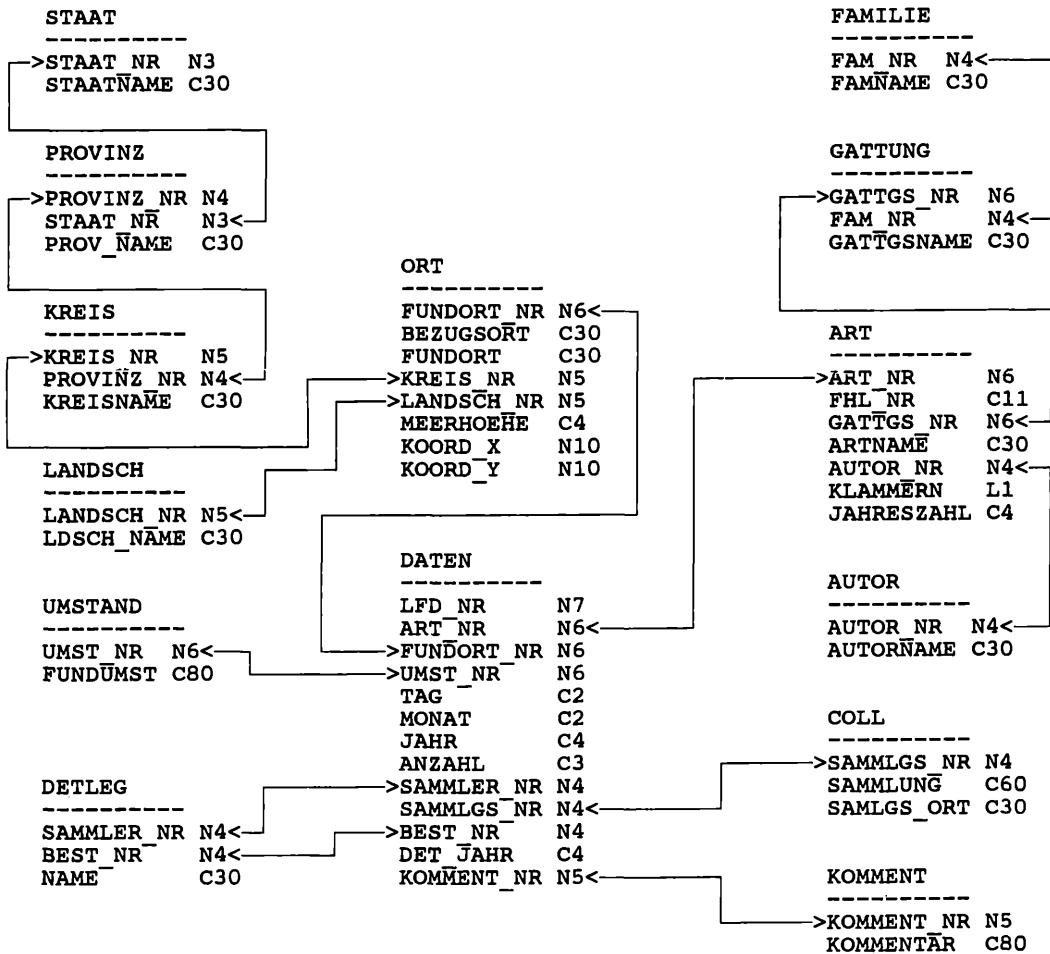 STAAT
----------
>STAAT_NR N3
STAATNAME C30
PROVINZ
----------
>PROVINZ_NR N4
STAAT_NR N3<
PROV_NAME C30
KREIS
----------
>KREIS_NR N5
PROVINZ_NR N4<
KREISNAME C30
LANDSCH
----------
LANDSCH_NR N5<
LDSCH_NAME C30
UMSTAND
----------
UMST_NR N6<
FUNDUMST C80
DETLEG
----------
SAMMLER_NR N4<
BEST_NR N4<
NAME C30
ORT
----------
FUNDORT_NR N6<
BEZUGSORT C30
FUNDORT C30
>KREIS_NR N5
>LANDSCH_NR N5
MEERHOEHE C4
KOORD_X N10
KOORD_Y N10
DATEN
----------
LFD_NR N7
ART_NR N6<
>FUNDORT_NR N6
>UMST_NR N6
TAG C2
MONAT C2
JAHR C4
ANZAHL C3
>SAMMLER_NR N4
SAMMLGS_NR N4<
>BEST_NR N4
DET_JAHR C4
KOMMENT_NR N5<
FAMILIE
----------
FAM_NR N4<
FAMNAME C30
GATTUNG
----------
>GATTGS_NR N6
FAM_NR N4<
GATTGSNAME C30
ART
----------
>ART_NR N6
FHL_NR C11
GATTGS_NR N6<
ARTNAME C30
AUTOR_NR N4<
KLAMMERN L1
JAHRESZAHL C4
AUTOR
----------
AUTOR_NR N4<
AUTORNAME C30
COLL
----------
>SAMMLGS_NR N4
SAMMLUNG C60
SAMLGS_ORT C30
KOMMENT
----------
>KOMMENT_NR N5
KOMMENTAR C80